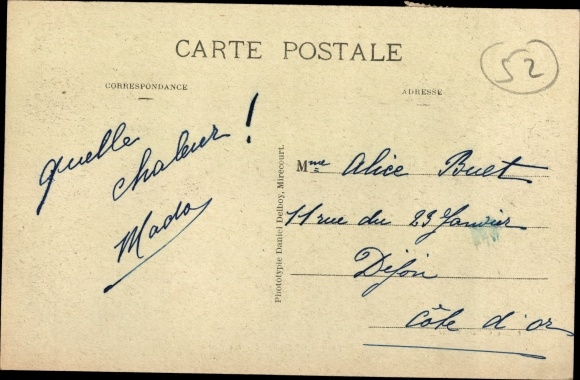 CARTE POSTALE
52
CORRESPONDANCE
ADRESSE
quelle
chaleur !
Mado
Phototypie Daniel Delboy, Mirecourt.
Mme Alice Buet
11 rue du 23 Janvier
Dijon
Côte d'or